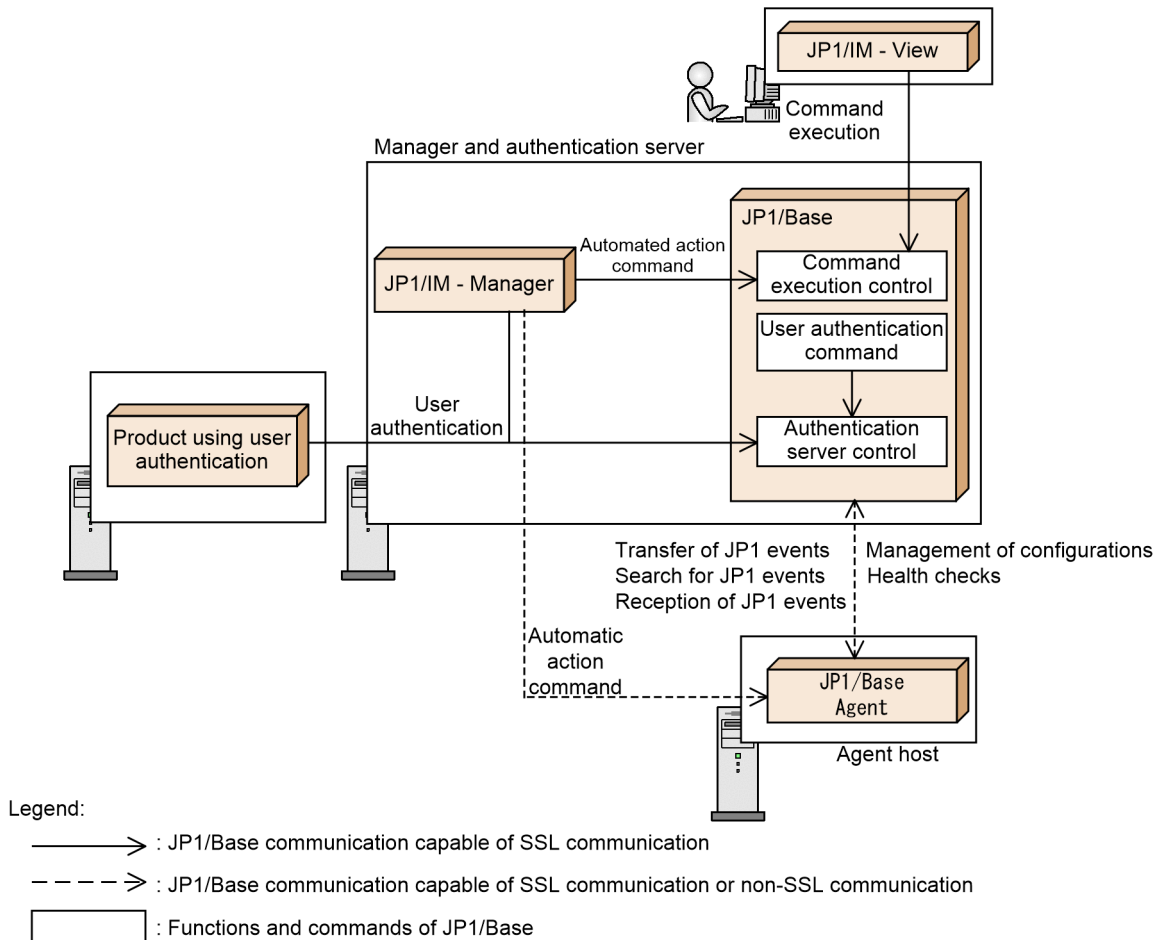 JP1/IM - View
Command
execution
Manager and authentication server
JP1/Base
Automated action
command
Command
execution control
JP1/IM - Manager
User authentication
command
User
authentication
Product using user
authentication
Authentication
server control
Transfer of JP1 events
Search for JP1 events
Reception of JP1 events
Management of configurations
Health checks
Automatic
action
command
JP1/Base
Agent
Agent host
Legend:
: JP1/Base communication capable of SSL communication
: JP1/Base communication capable of SSL communication or non-SSL communication
: Functions and commands of JP1/Base